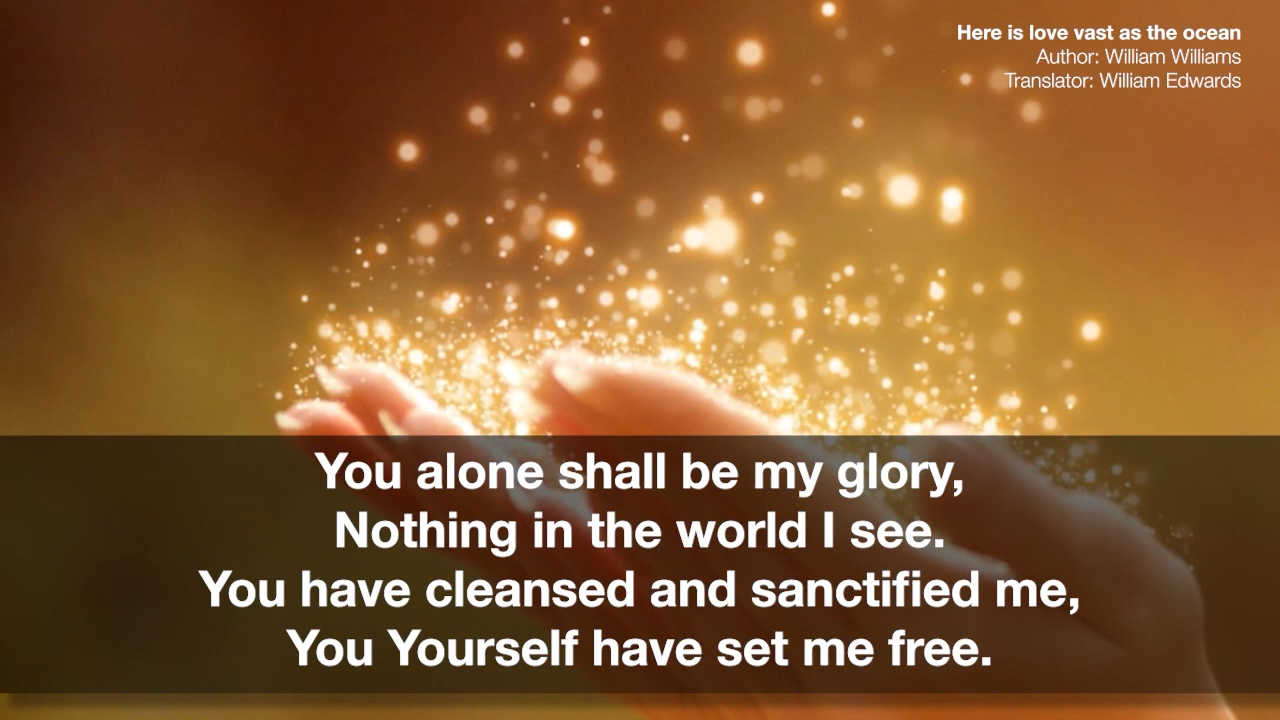 Here is love vast as the ocean
Author: William Williams
Translator: William Edwards
You alone shall be my glory,
Nothing in the world I see.
You have cleansed and sanctified me,
You Yourself have set me free.